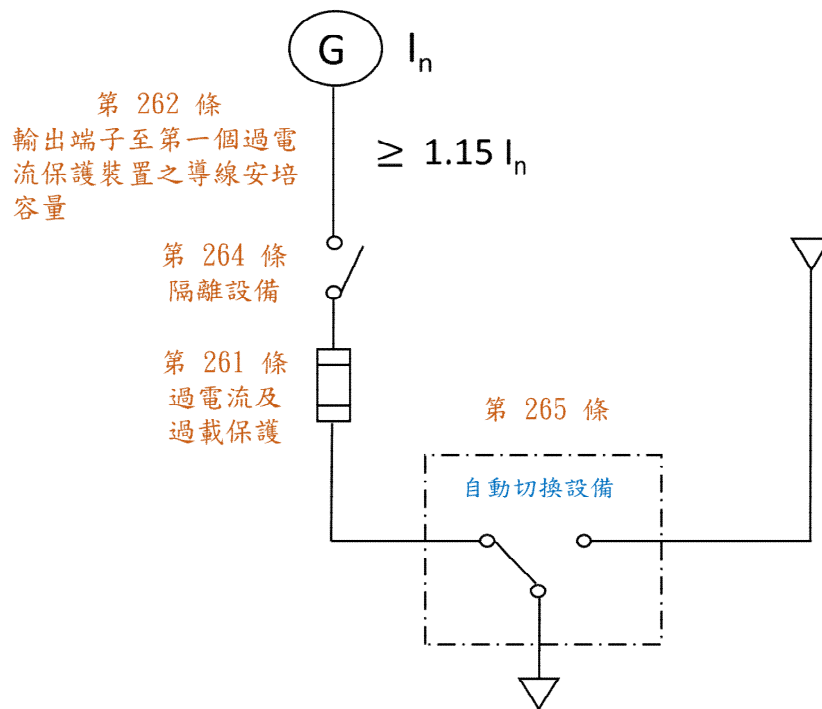 G
Iₙ
第 262 條
輸出端子至第一個過電
流保護裝置之導線安培
容量
≥ 1.15 Iₙ
第 264 條
隔離設備
第 261 條
過電流及
過載保護
第 265 條
自動切換設備